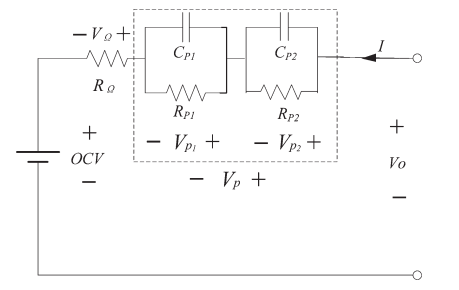 − V_Ω +
C_P1
C_P2
I
R_Ω
R_P1
R_P2
+
OCV
−
− V_p1 +
− V_p2 +
+
Vo
−
− V_p +